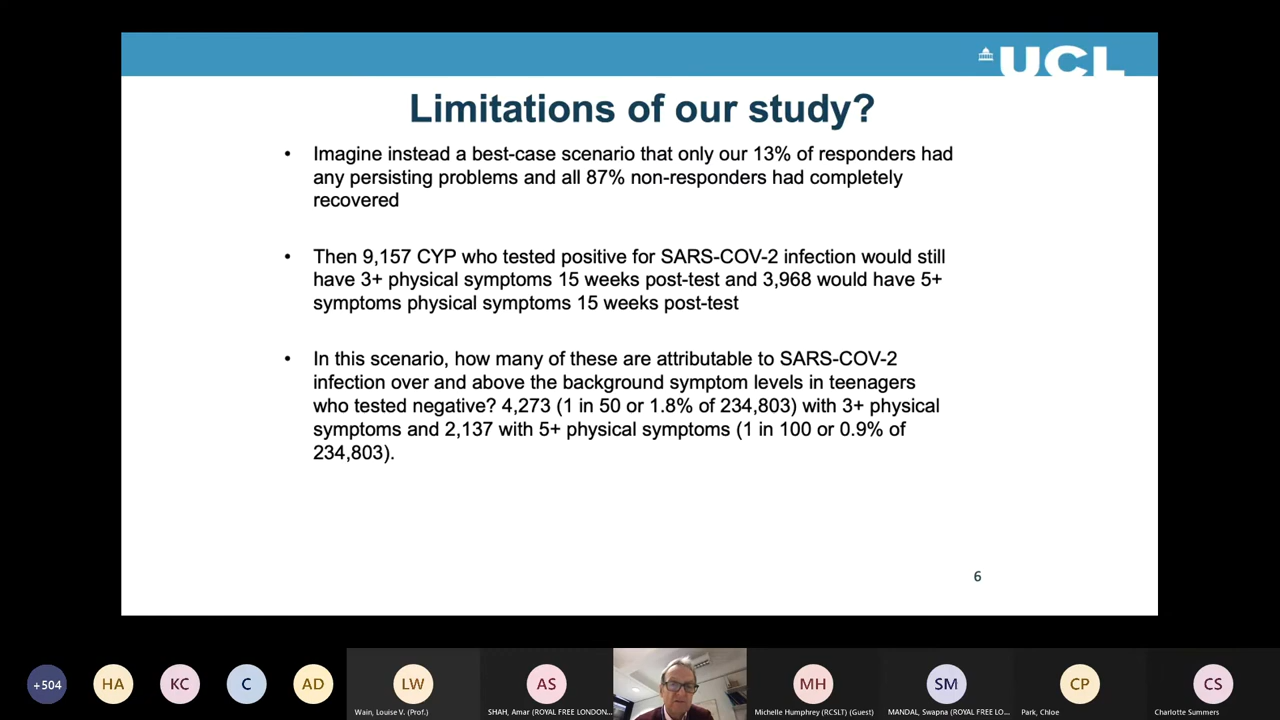 UCL
Limitations of our study?
• Imagine instead a best-case scenario that only our 13% of responders had
any persisting problems and all 87% non-responders had completely
recovered
• Then 9,157 CYP who tested positive for SARS-COV-2 infection would still
have 3+ physical symptoms 15 weeks post-test and 3,968 would have 5+
symptoms physical symptoms 15 weeks post-test
• In this scenario, how many of these are attributable to SARS-COV-2
infection over and above the background symptom levels in teenagers
who tested negative? 4,273 (1 in 50 or 1.8% of 234,803) with 3+ physical
symptoms and 2,137 with 5+ physical symptoms (1 in 100 or 0.9% of
234,803).
6
+504
HA
KC
C
AD
LW
AS
MH
SM
CP
CS
Wain, Louise V. (Prof.)
SHAH, Amar (ROYAL FREE LONDON...
Michelle Humphrey (RCSLT) (Guest)
MANDAL, Swapna (ROYAL FREE LO...
Park, Chloe
Charlotte Summers